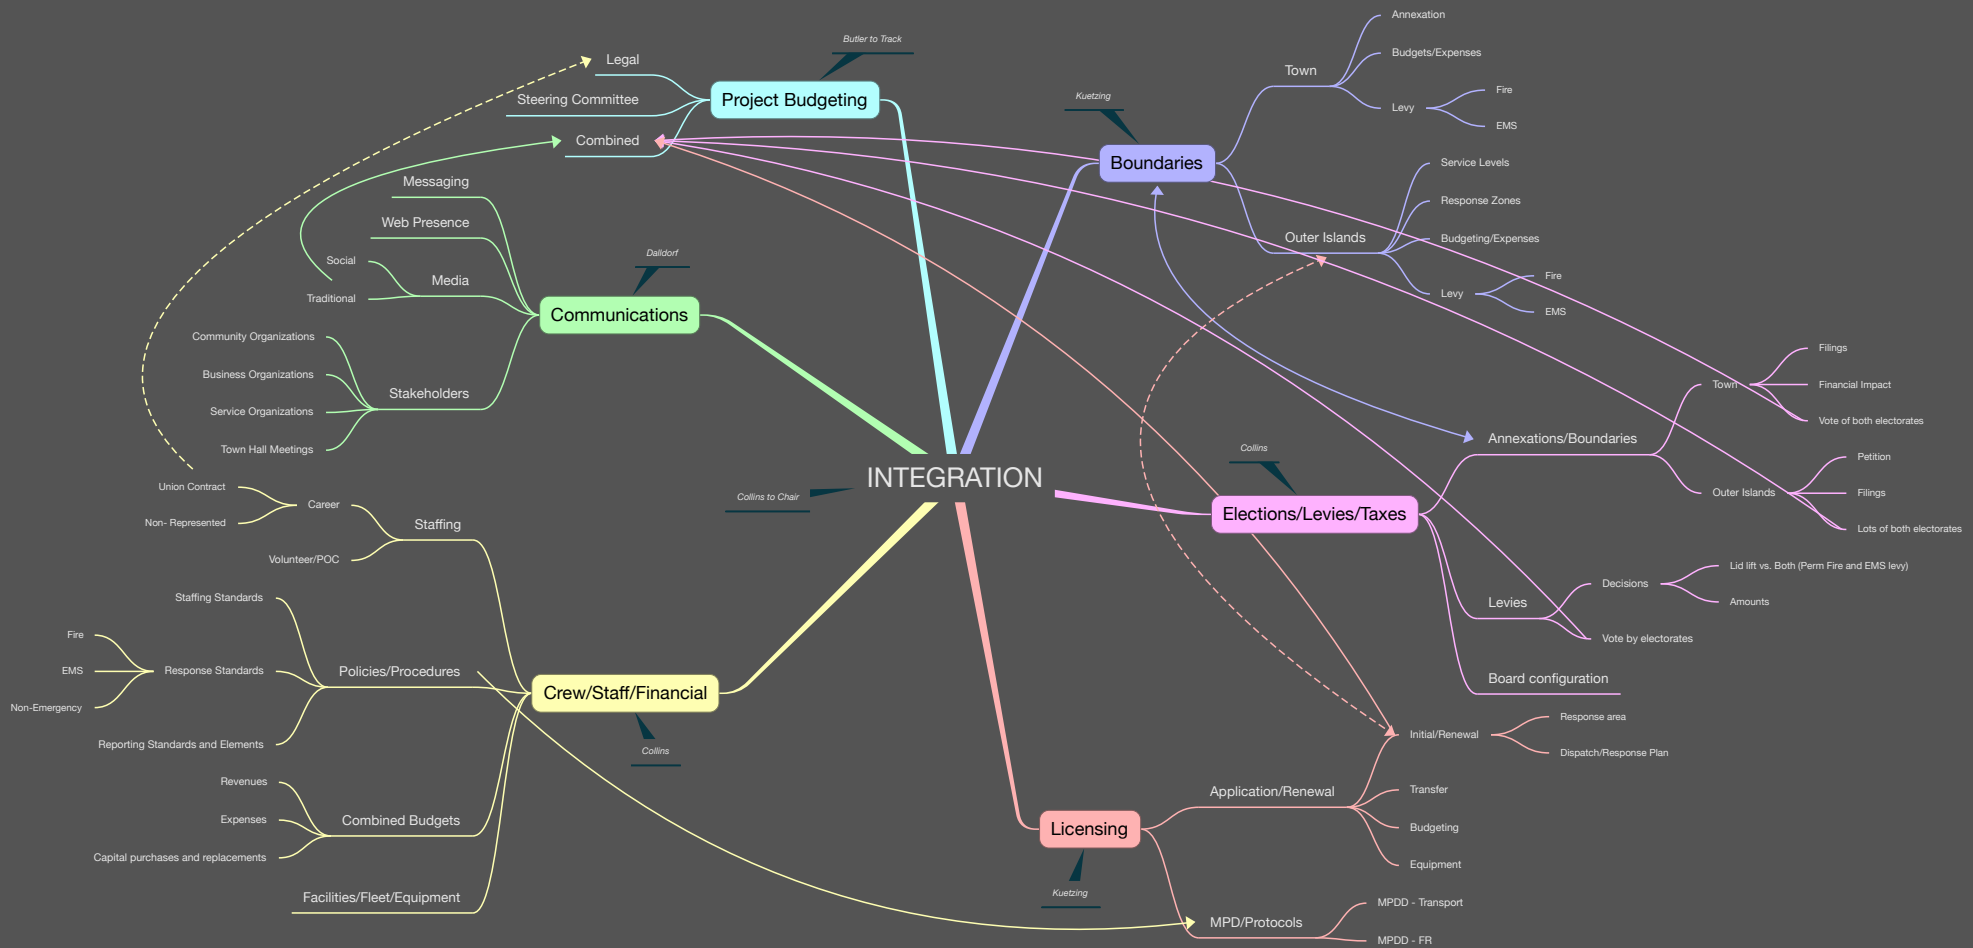 INTEGRATION
Collins to Chair
Project Budgeting
Butler to Track
Legal
Steering Committee
Combined
Communications
Dalldorf
Messaging
Web Presence
Media
Social
Traditional
Stakeholders
Community Organizations
Business Organizations
Service Organizations
Town Hall Meetings
Crew/Staff/Financial
Collins
Staffing
Career
Union Contract
Non- Represented
Volunteer/POC
Policies/Procedures
Staffing Standards
Response Standards
Fire
EMS
Non-Emergency
Reporting Standards and Elements
Combined Budgets
Revenues
Expenses
Capital purchases and replacements
Facilities/Fleet/Equipment
Boundaries
Kuetzing
Town
Annexation
Budgets/Expenses
Levy
Fire
EMS
Outer Islands
Service Levels
Response Zones
Budgeting/Expenses
Levy
Fire
EMS
Elections/Levies/Taxes
Collins
Annexations/Boundaries
Town
Filings
Financial Impact
Vote of both electorates
Outer Islands
Petition
Filings
Lots of both electorates
Levies
Decisions
Lid lift vs. Both (Perm Fire and EMS levy)
Amounts
Vote by electorates
Board configuration
Licensing
Kuetzing
Application/Renewal
Initial/Renewal
Response area
Dispatch/Response Plan
Transfer
Budgeting
Equipment
MPD/Protocols
MPDD - Transport
MPDD - FR